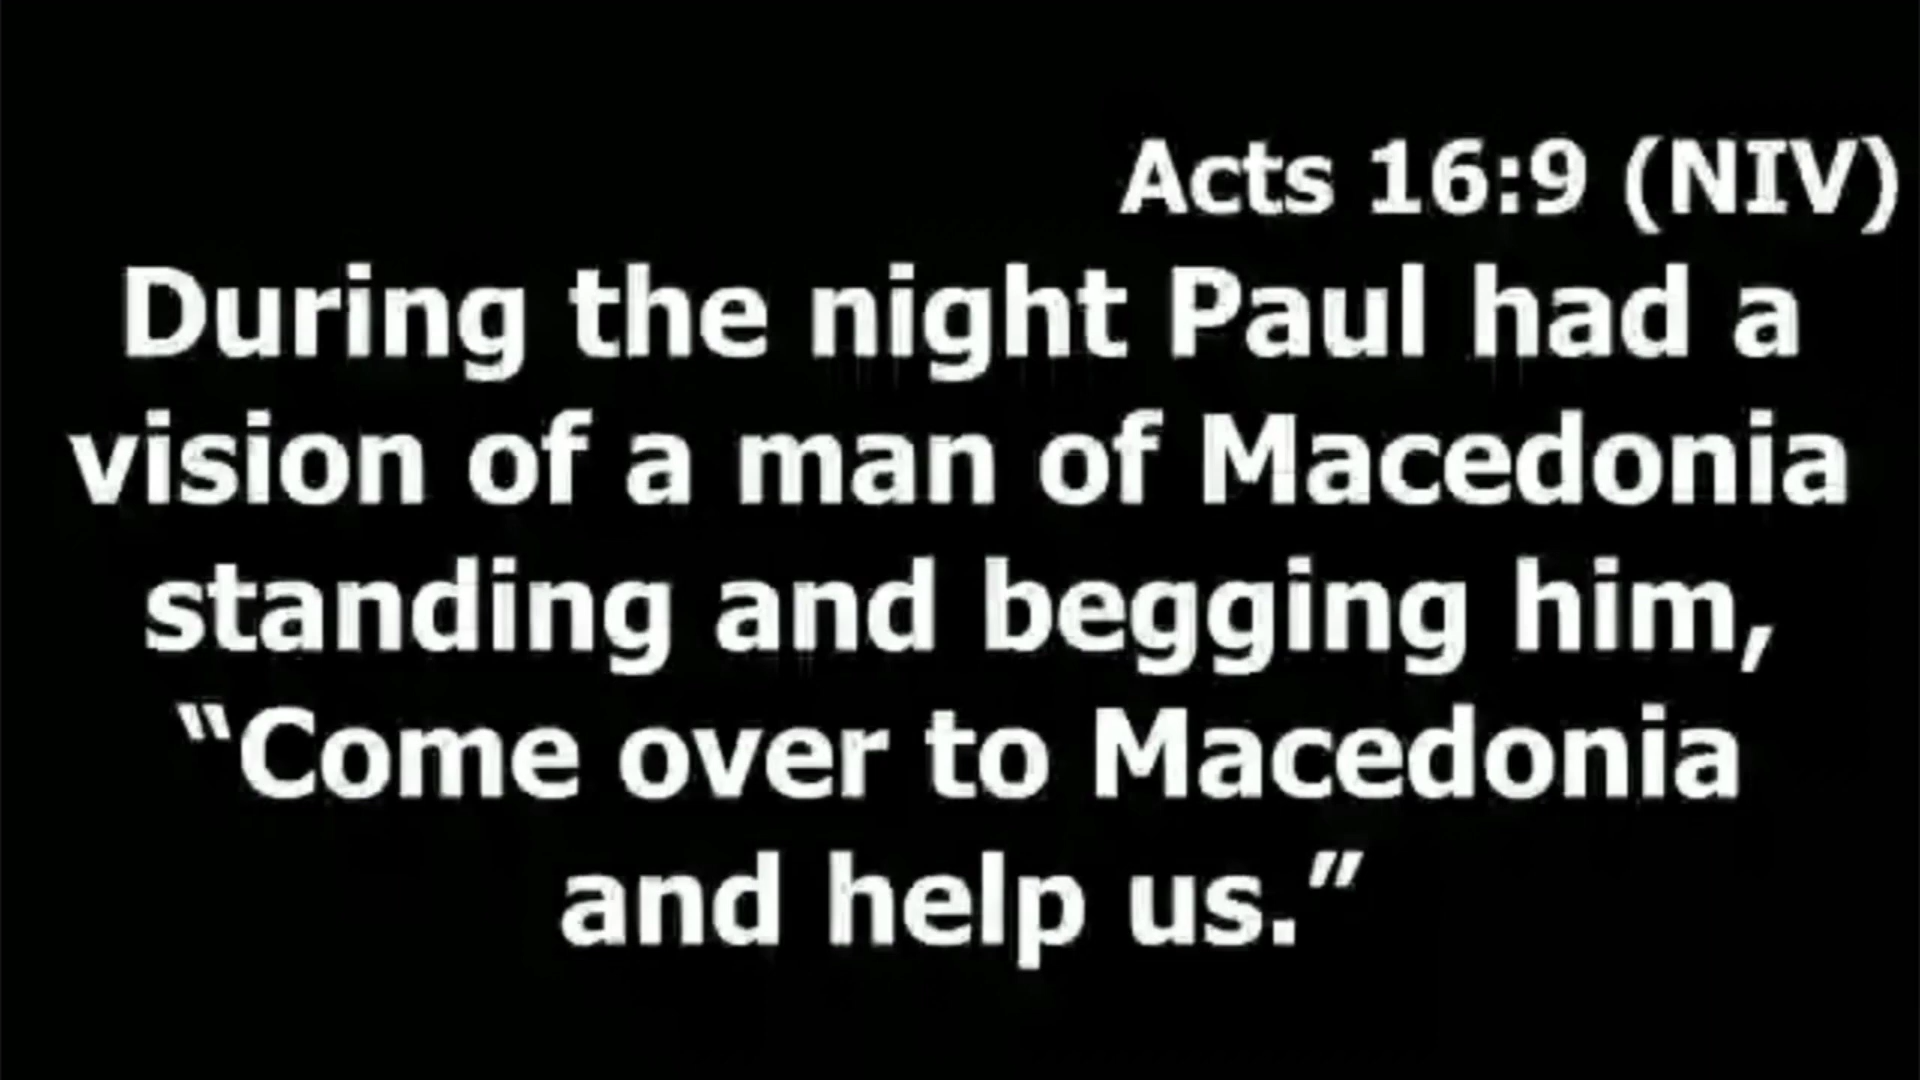 Acts 16:9 (NIV)
During the night Paul had a
vision of a man of Macedonia
standing and begging him,
“Come over to Macedonia
and help us.”